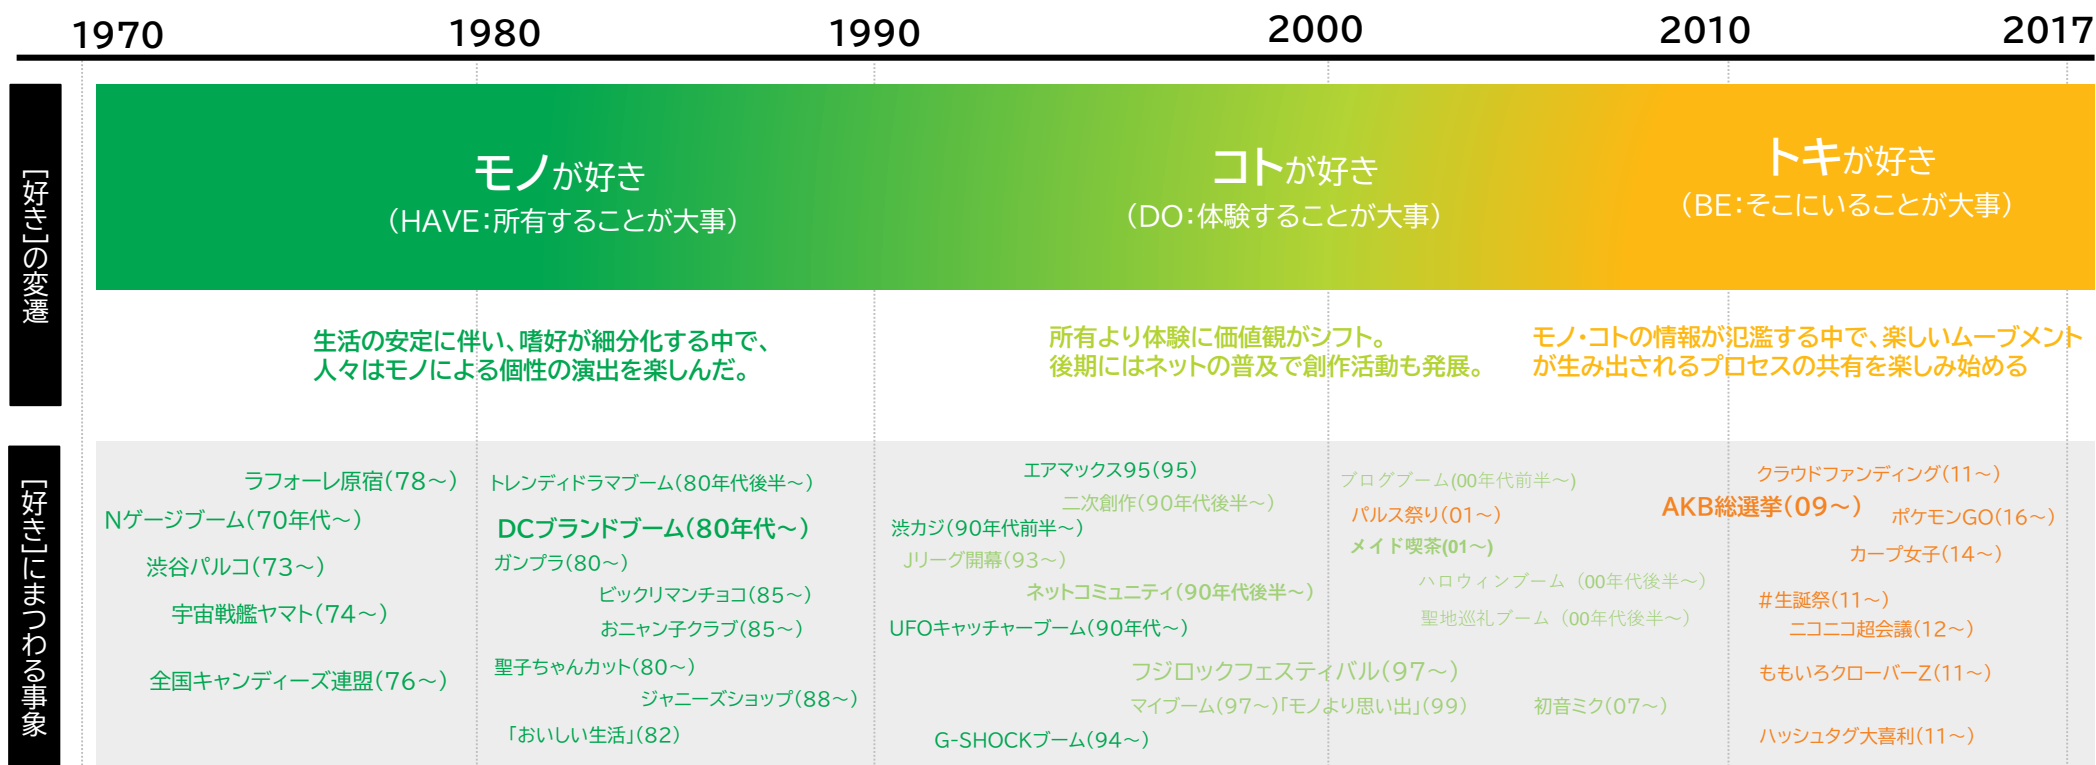 1970
1980
1990
2000
2010
2017
[好き]の変遷
モノが好き
(HAVE:所有することが大事)
コトが好き
(DO:体験することが大事)
トキが好き
(BE:そこにいることが大事)
生活の安定に伴い、嗜好が細分化する中で、
人々はモノによる個性の演出を楽しんだ。
所有より体験に価値観がシフト。
後期にはネットの普及で創作活動も発展。
モノ・コトの情報が氾濫する中で、楽しいムーブメント
が生み出されるプロセスの共有を楽しみ始める
[好き]にまつわる事象
ラフォーレ原宿(78～)
Nゲージブーム(70年代～)
渋谷パルコ(73～)
宇宙戦艦ヤマト(74～)
全国キャンディーズ連盟(76～)
トレンディドラマブーム(80年代後半～)
DCブランドブーム(80年代～)
ガンプラ(80～)
ビックリマンチョコ(85～)
おニャン子クラブ(85～)
聖子ちゃんカット(80～)
ジャニーズショップ(88～)
「おいしい生活」(82)
エアマックス95(95)
二次創作(90年代後半～)
渋カジ(90年代前半～)
Jリーグ開幕(93～)
ネットコミュニティ(90年代後半～)
UFOキャッチャーブーム(90年代～)
フジロックフェスティバル(97～)
マイブーム(97～)「モノより思い出」(99)
G-SHOCKブーム(94～)
ブログブーム(00年代前半～)
バルス祭り(01～)
メイド喫茶(01～)
ハロウィンブーム (00年代後半～)
聖地巡礼ブーム (00年代後半～)
初音ミク(07～)
クラウドファンディング(11～)
AKB総選挙(09～)
ポケモンGO(16～)
カープ女子(14～)
#生誕祭(11～)
ニコニコ超会議(12～)
ももいろクローバーZ(11～)
ハッシュタグ大喜利(11～)